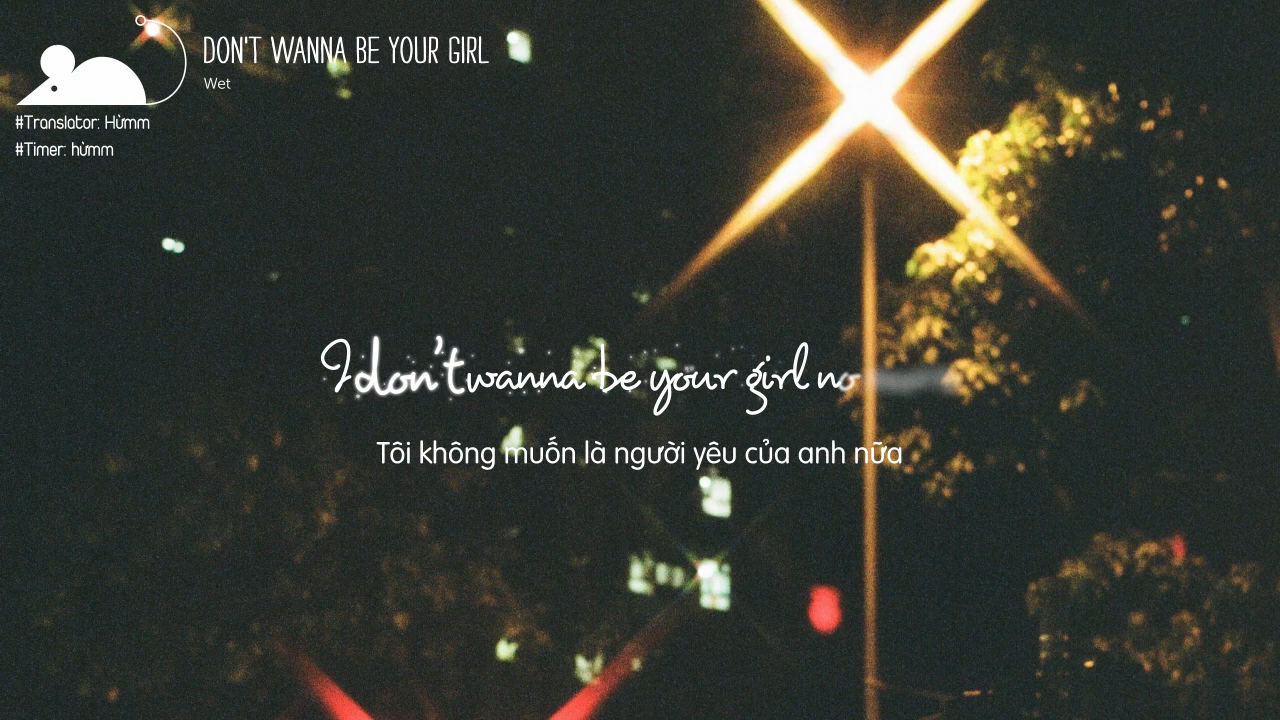 DON'T WANNA BE YOUR GIRL
Wet
#Translator: Hừmm
#Timer: hừmm
I don't wanna be your girl no
Tôi không muốn là người yêu của anh nữa